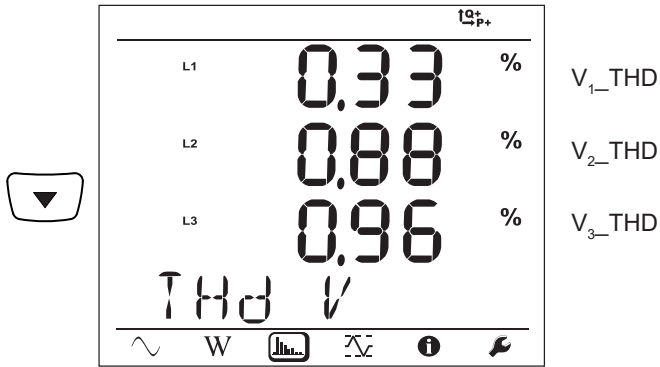 Q+
P+
L1 0.33 % V₁_THD
L2 0.88 % V₂_THD
L3 0.96 % V₃_THD
THd V
W